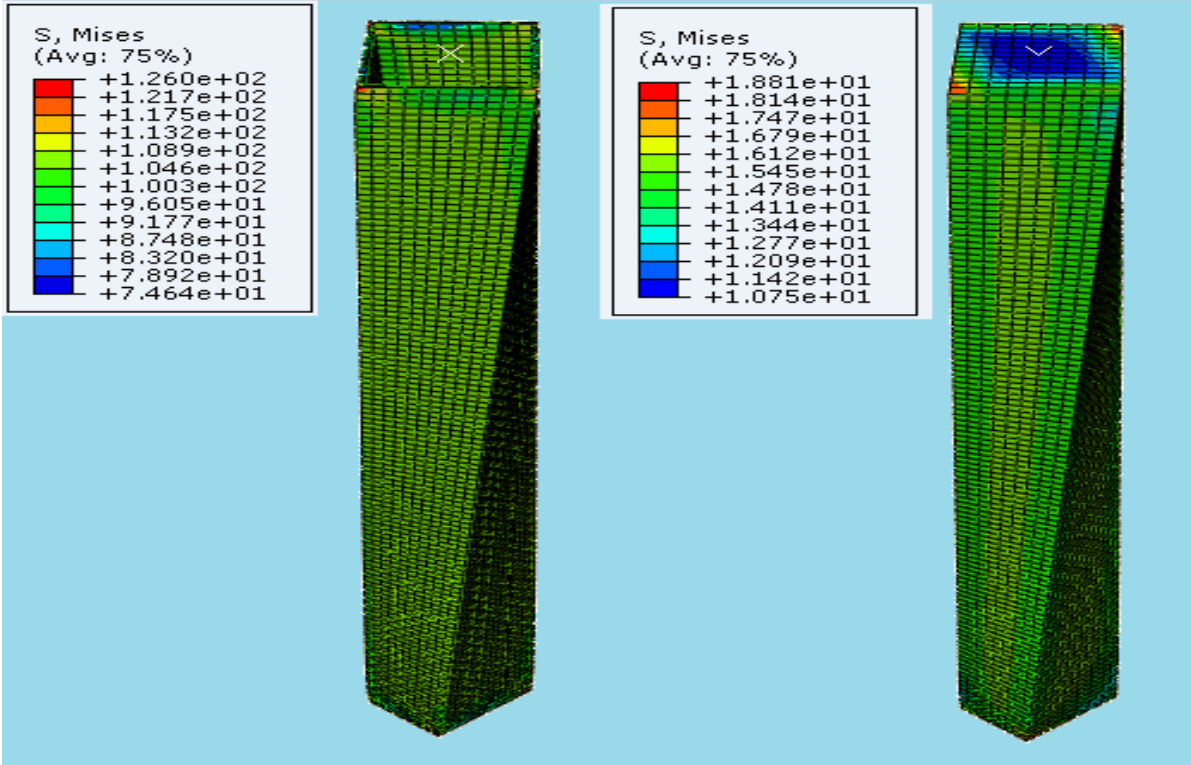 S, Mises
(Avg: 75%)
+1.260e+02
+1.217e+02
+1.175e+02
+1.132e+02
+1.089e+02
+1.046e+02
+1.003e+02
+9.605e+01
+9.177e+01
+8.748e+01
+8.320e+01
+7.892e+01
+7.464e+01
S, Mises
(Avg: 75%)
+1.881e+01
+1.814e+01
+1.747e+01
+1.679e+01
+1.612e+01
+1.545e+01
+1.478e+01
+1.411e+01
+1.344e+01
+1.277e+01
+1.209e+01
+1.142e+01
+1.075e+01